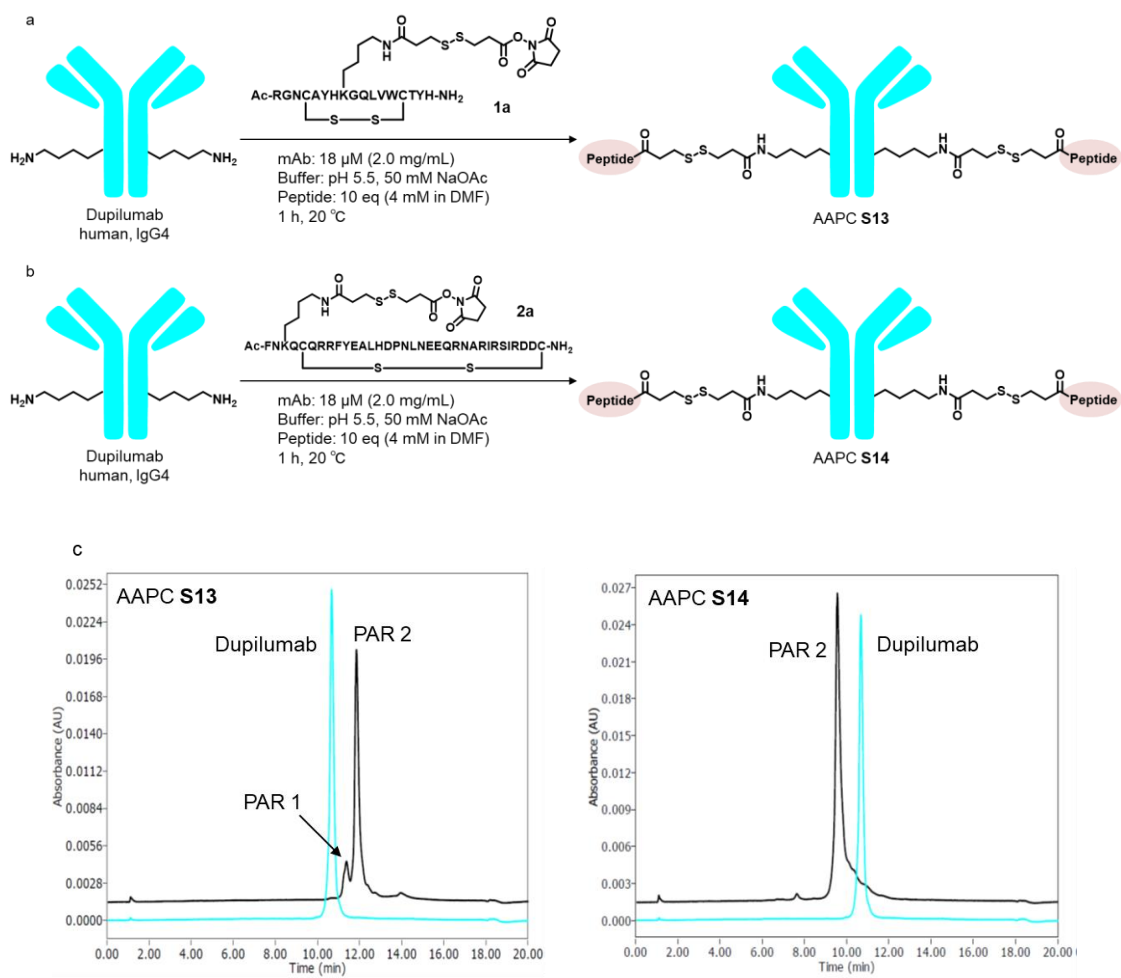 a
O
N
H
O
S
S
O
O
N
O
O
Ac-RGNCAYHKGQLVWCTYH-NH2
1a
S
S
H2N
NH2
mAb: 18 µM (2.0 mg/mL)
Buffer: pH 5.5, 50 mM NaOAc
Peptide: 10 eq (4 mM in DMF)
1 h, 20 ℃
Dupilumab
human, IgG4
Peptide
O
S
S
O
H
N
H
N
O
S
S
O
Peptide
AAPC S13
b
N
H
O
S
S
O
O
N
O
O
2a
Ac-FNKQCQRRFYEALHDPNLNEEQRNARIRSIRDDC-NH2
S
S
H2N
NH2
mAb: 18 µM (2.0 mg/mL)
Buffer: pH 5.5, 50 mM NaOAc
Peptide: 10 eq (4 mM in DMF)
1 h, 20 ℃
Dupilumab
human, IgG4
Peptide
O
S
S
O
H
N
H
N
O
S
S
O
Peptide
AAPC S14
c
AAPC S13
Dupilumab
PAR 2
PAR 1
Absorbance (AU)
0.0252
0.0224
0.0196
0.0168
0.0140
0.0112
0.0084
0.0056
0.0028
0.0000
0.00 2.00 4.00 6.00 8.00 10.00 12.00 14.00 16.00 18.00 20.00
Time (min)
AAPC S14
PAR 2
Dupilumab
Absorbance (AU)
0.027
0.024
0.021
0.018
0.015
0.012
0.009
0.006
0.003
0.000
0.00 2.00 4.00 6.00 8.00 10.00 12.00 14.00 16.00 18.00 20.00
Time (min)